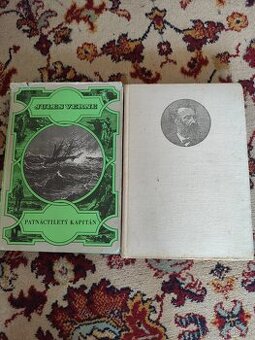 JULES VERNE
PATNÁCTILETÝ KAPITÁN